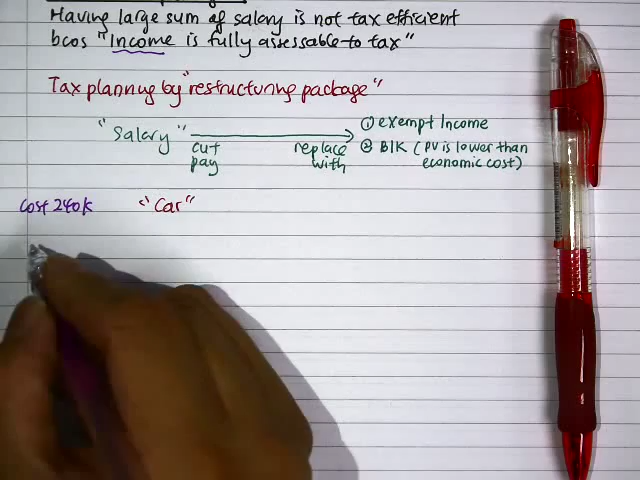 Having large sum of salary is not tax efficient
bcos "Income is fully assessable to tax"
Tax planning by "restructuring package"
"Salary" cut pay replace with ① exempt Income
② BIK (PV is lower than economic cost)
Cost 240k "Car"